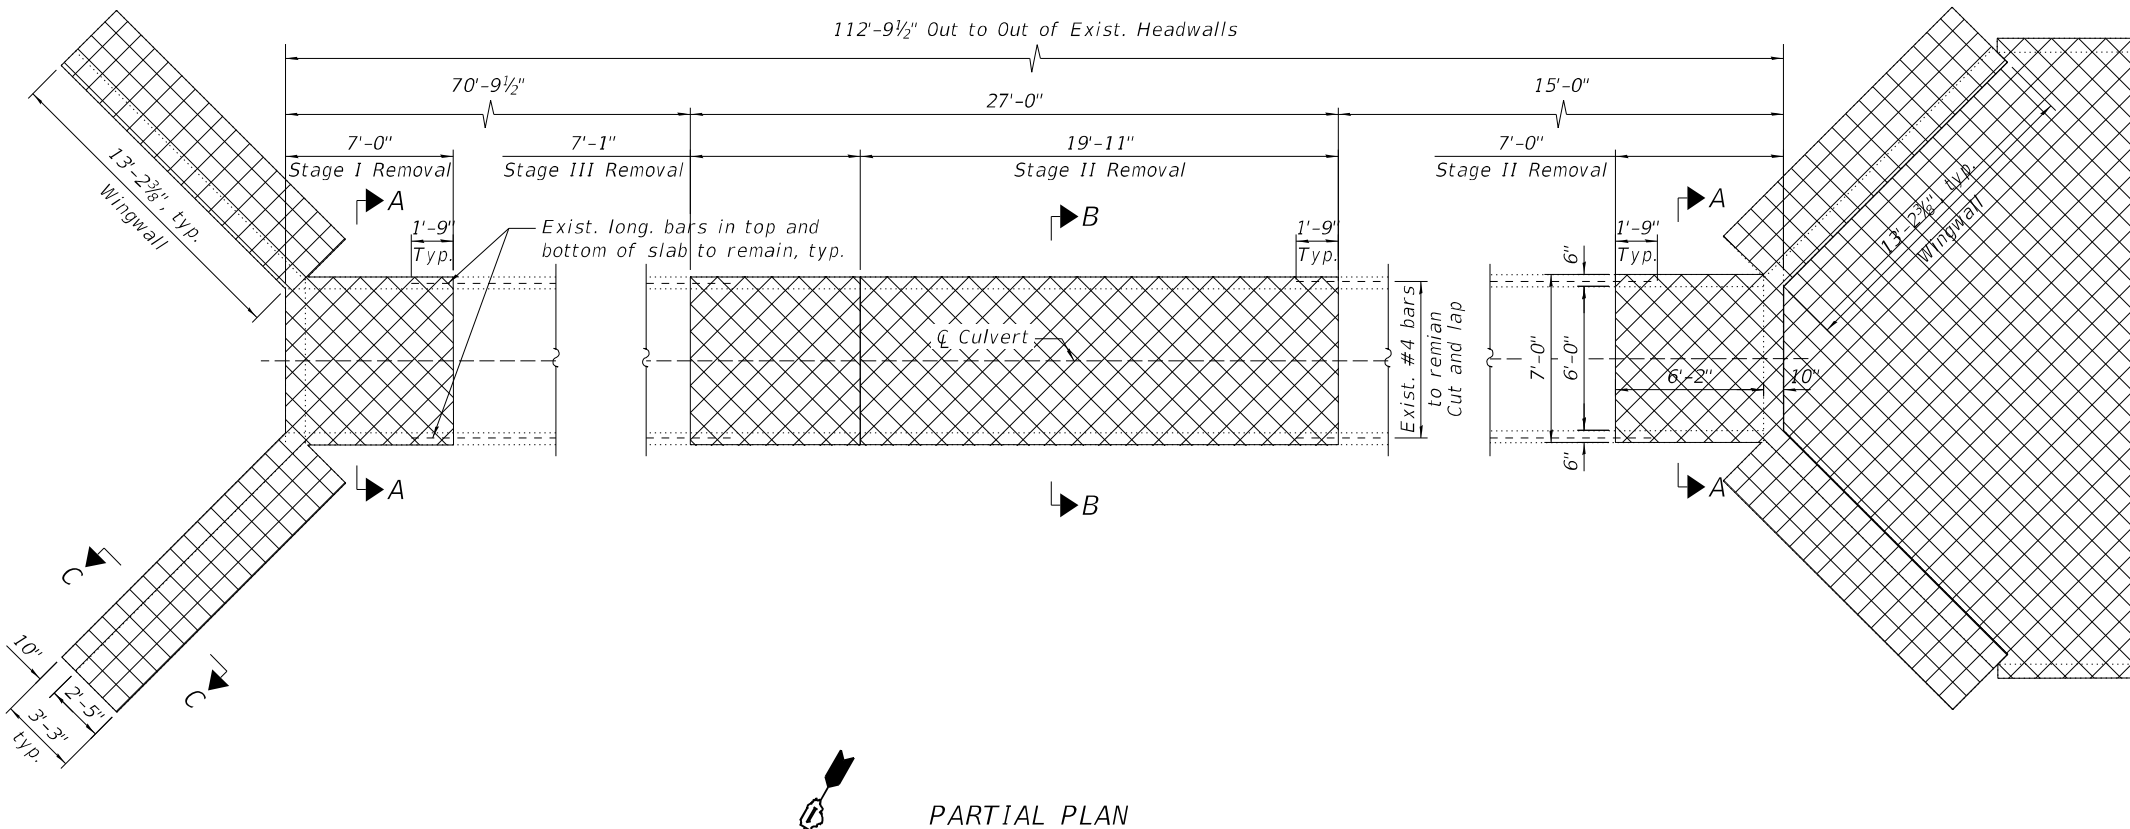 112'-9½" Out to Out of Exist. Headwalls
70'-9½"
27'-0"
15'-0"
7'-0"
Stage I Removal
7'-1"
Stage III Removal
19'-11"
Stage II Removal
7'-0"
Stage II Removal
13'-2⅜", typ.
Wingwall
A
B
A
1'-9"
Typ.
Exist. long. bars in top and
bottom of slab to remain, typ.
1'-9"
Typ.
1'-9"
Typ.
13'-2⅜" typ.
Wingwall
6"
Exist. #4 bars
to remian
Cut and lap
7'-0"
6'-0"
6"
℄ Culvert
6'-2"
10"
A
B
A
C
C
10"
2'-5"
3'-3"
typ.
PARTIAL PLAN